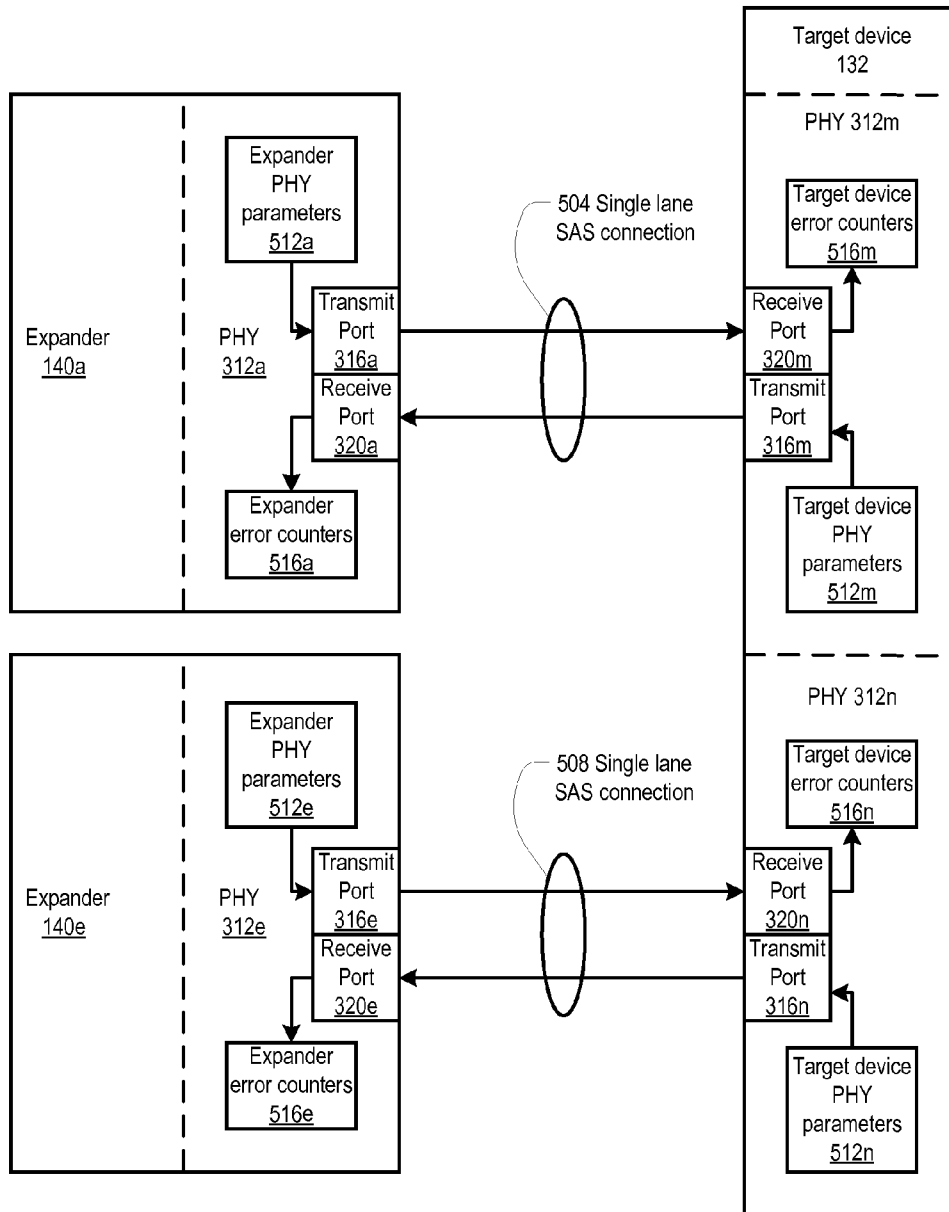 Target device
132
PHY 312m
Expander
PHY
parameters
512a
504 Single lane
SAS connection
Target device
error counters
516m
Expander
140a
PHY
312a
Transmit
Port
316a
Receive
Port
320a
Receive
Port
320m
Transmit
Port
316m
Expander
error counters
516a
Target device
PHY
parameters
512m
PHY 312n
Expander
PHY
parameters
512e
508 Single lane
SAS connection
Target device
error counters
516n
Expander
140e
PHY
312e
Transmit
Port
316e
Receive
Port
320e
Receive
Port
320n
Transmit
Port
316n
Expander
error counters
516e
Target device
PHY
parameters
512n